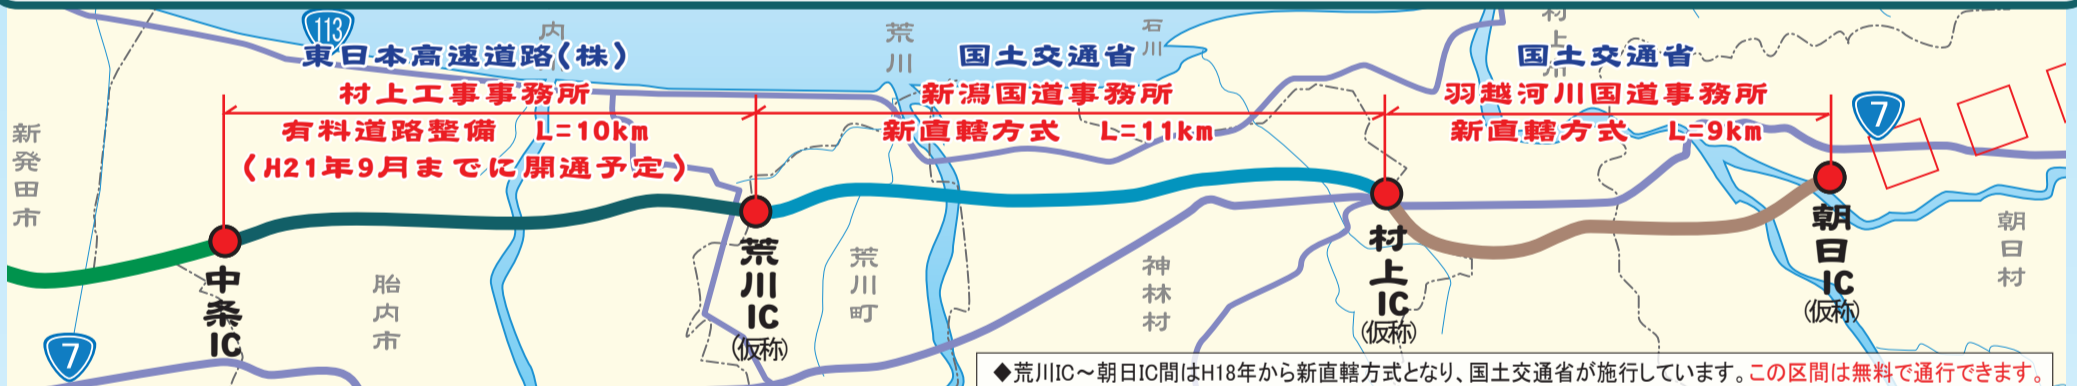 113
東日本高速道路(株)
村上工事事務所
有料道路整備 L=10km
(H21年9月までに開通予定)
国土交通省
新潟国道事務所
新直轄方式 L=11km
国土交通省
羽越河川国道事務所
新直轄方式 L=9km
7
荒川
石川
村上
新発田市
中条IC
胎内市
荒川IC
(仮称)
荒川町
神林村
村上IC
(仮称)
朝日IC
(仮称)
朝日村
7
◆荒川IC~朝日IC間はH18年から新直轄方式となり、国土交通省が施行しています。この区間は無料で通行できます。